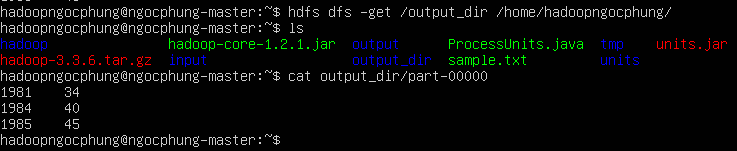 hadoopngocphung@ngocphung-master:~$ hdfs dfs -get /output_dir /home/hadoopngocphung/
hadoopngocphung@ngocphung-master:~$ ls
hadoop hadoop-core-1.2.1.jar output ProcessUnits.java tmp units.jar
hadoop-3.3.6.tar.gz input output_dir sample.txt units
hadoopngocphung@ngocphung-master:~$ cat output_dir/part-00000
1981 34
1984 40
1985 45
hadoopngocphung@ngocphung-master:~$